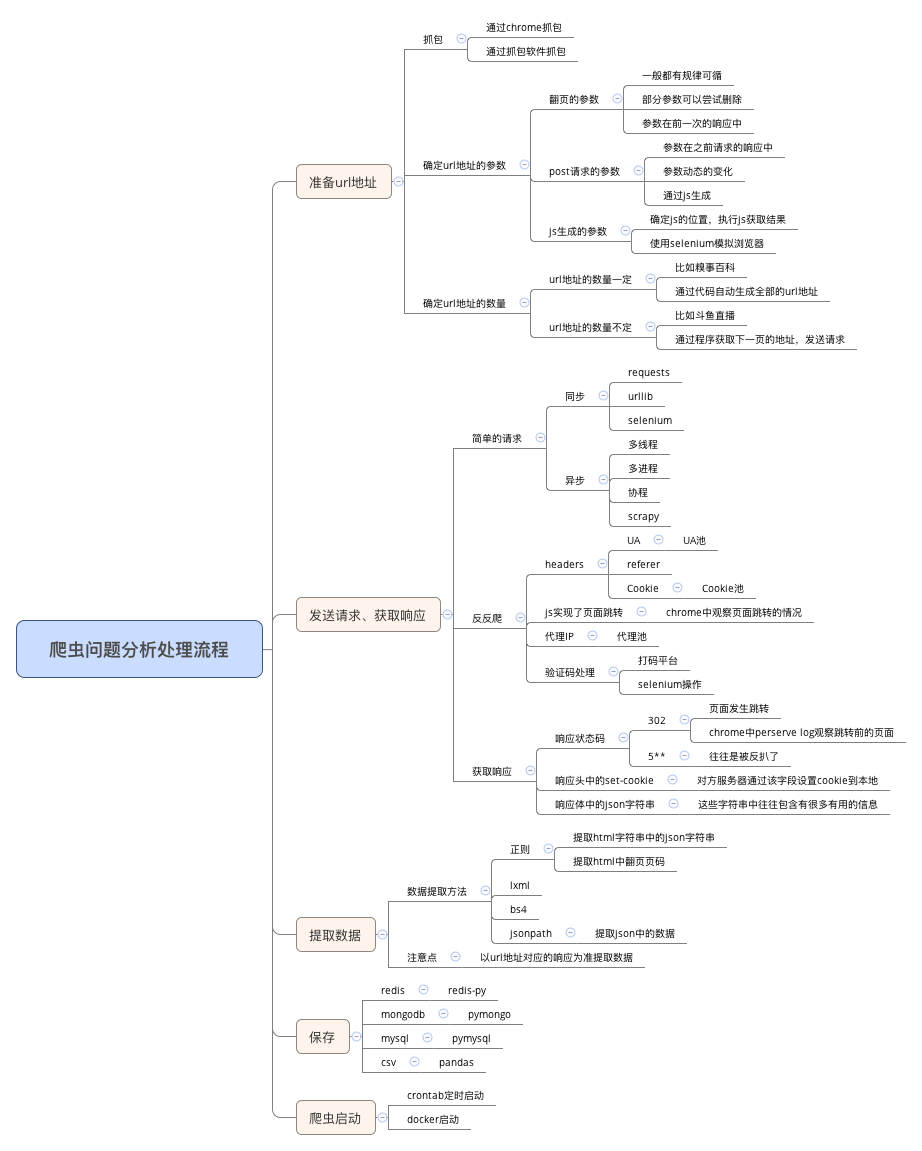 爬虫问题分析处理流程
准备url地址
抓包
通过chrome抓包
通过抓包软件抓包
确定url地址的参数
翻页的参数
一般都有规律可循
部分参数可以尝试删除
参数在前一次的响应中
post请求的参数
参数在之前请求的响应中
参数动态的变化
通过js生成
js生成的参数
确定js的位置，执行js获取结果
使用selenium模拟浏览器
确定url地址的数量
url地址的数量一定
比如糗事百科
通过代码自动生成全部的url地址
url地址的数量不定
比如斗鱼直播
通过程序获取下一页的地址，发送请求
发送请求、获取响应
简单的请求
同步
requests
urllib
selenium
异步
多线程
多进程
协程
scrapy
反反爬
headers
UA
UA池
referer
Cookie
Cookie池
js实现了页面跳转
chrome中观察页面跳转的情况
代理IP
代理池
验证码处理
打码平台
selenium操作
获取响应
响应状态码
302
页面发生跳转
chrome中perserve log观察跳转前的页面
5**
往往是被反扒了
响应头中的set-cookie
对方服务器通过该字段设置cookie到本地
响应体中的json字符串
这些字符串中往往包含有很多有用的信息
提取数据
数据提取方法
正则
提取html字符串中的json字符串
提取html中翻页页码
lxml
bs4
jsonpath
提取json中的数据
注意点
以url地址对应的响应为准提取数据
保存
redis
redis-py
mongodb
pymongo
mysql
pymysql
csv
pandas
爬虫启动
crontab定时启动
docker启动